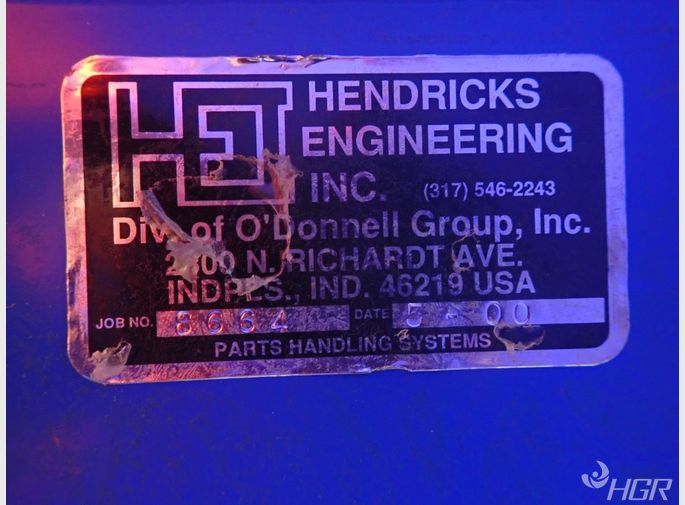 HENDRICKS
ENGINEERING
INC. (317) 546-2243
Div. of O'Donnell Group, Inc.
N. RICHARDT AVE.
INDPLS., IND. 46219 USA
JOB NO. 8664 DATE 5-00
PARTS HANDLING SYSTEMS
HGR